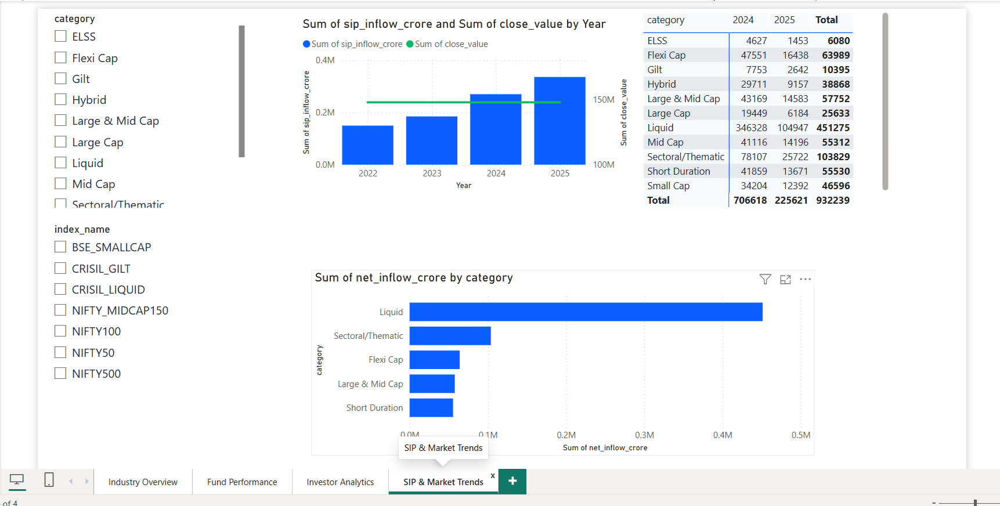 category
ELSS
Flexi Cap
Gilt
Hybrid
Large & Mid Cap
Large Cap
Liquid
Mid Cap
Sectoral/Thematic
index_name
BSE_SMALLCAP
CRISIL_GILT
CRISIL_LIQUID
NIFTY_MIDCAP150
NIFTY100
NIFTY50
NIFTY500
Sum of sip_inflow_crore and Sum of close_value by Year
Sum of sip_inflow_crore Sum of close_value
Sum of sip_inflow_crore
0.4M
0.2M
0.0M
150M
100M
Sum of close_value
2022 2023 2024 2025
Year
category 2024 2025 Total
ELSS 4627 1453 6080
Flexi Cap 47551 16438 63989
Gilt 7753 2642 10395
Hybrid 29711 9157 38868
Large & Mid Cap 43169 14583 57752
Large Cap 19449 6184 25633
Liquid 346328 104947 451275
Mid Cap 41116 14196 55312
Sectoral/Thematic 78107 25722 103829
Short Duration 41859 13671 55530
Small Cap 34204 12392 46596
Total 706618 225621 932239
Sum of net_inflow_crore by category
category
Liquid
Sectoral/Thematic
Flexi Cap
Large & Mid Cap
Short Duration
0.0M 0.1M 0.2M 0.3M 0.4M 0.5M
Sum of net_inflow_crore
SIP & Market Trends
Industry Overview Fund Performance Investor Analytics SIP & Market Trends x +
of 4